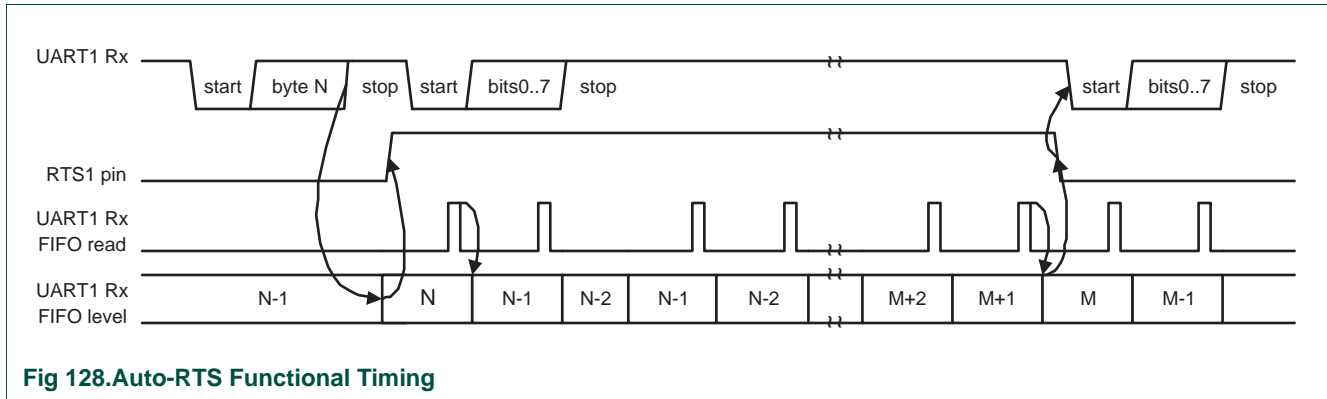 UART1 Rx
start byte N stop start bits0..7 stop start bits0..7 stop
RTS1 pin
UART1 Rx
FIFO read
UART1 Rx
FIFO level
N-1 N N-1 N-2 N-1 N-2 M+2 M+1 M M-1
Fig 128.Auto-RTS Functional Timing